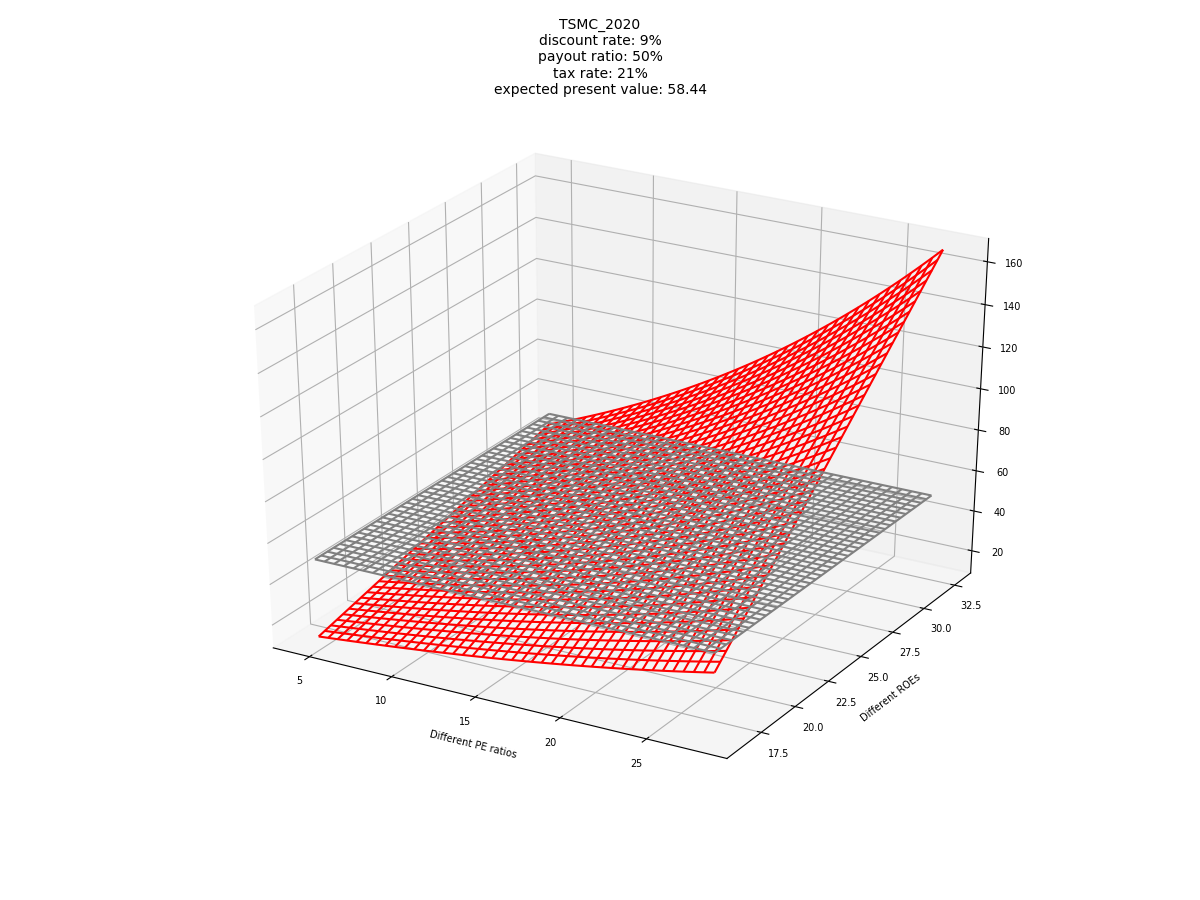 TSMC_2020
discount rate: 9%
payout ratio: 50%
tax rate: 21%
expected present value: 58.44
160
140
120
100
80
60
40
20
32.5
30.0
27.5
25.0
22.5
20.0
17.5
Different ROEs
5
10
15
20
25
Different PE ratios